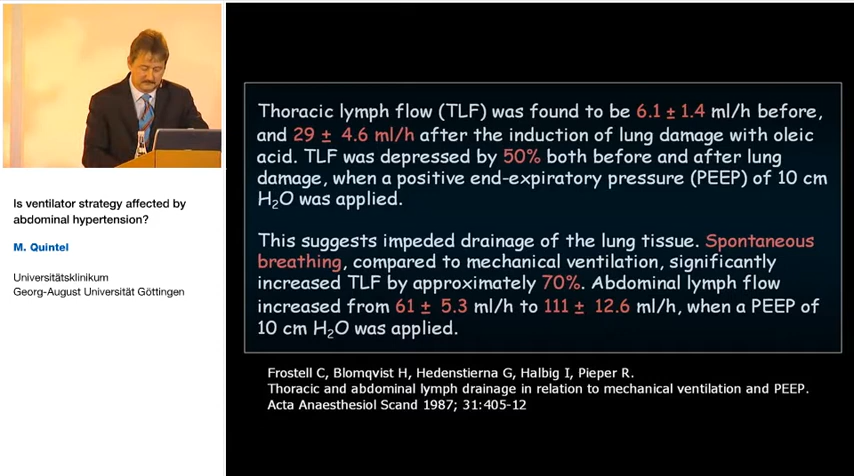 Is ventilator strategy affected by
abdominal hypertension?
M. Quintel
Universitätsklinikum
Georg-August Universität Göttingen
Thoracic lymph flow (TLF) was found to be 6.1 ± 1.4 ml/h before,
and 29 ± 4.6 ml/h after the induction of lung damage with oleic
acid. TLF was depressed by 50% both before and after lung
damage, when a positive end-expiratory pressure (PEEP) of 10 cm
H₂O was applied.
This suggests impeded drainage of the lung tissue. Spontaneous
breathing, compared to mechanical ventilation, significantly
increased TLF by approximately 70%. Abdominal lymph flow
increased from 61 ± 5.3 ml/h to 111 ± 12.6 ml/h, when a PEEP of
10 cm H₂O was applied.
Frostell C, Blomqvist H, Hedenstierna G, Halbig I, Pieper R.
Thoracic and abdominal lymph drainage in relation to mechanical ventilation and PEEP.
Acta Anaesthesiol Scand 1987; 31:405-12